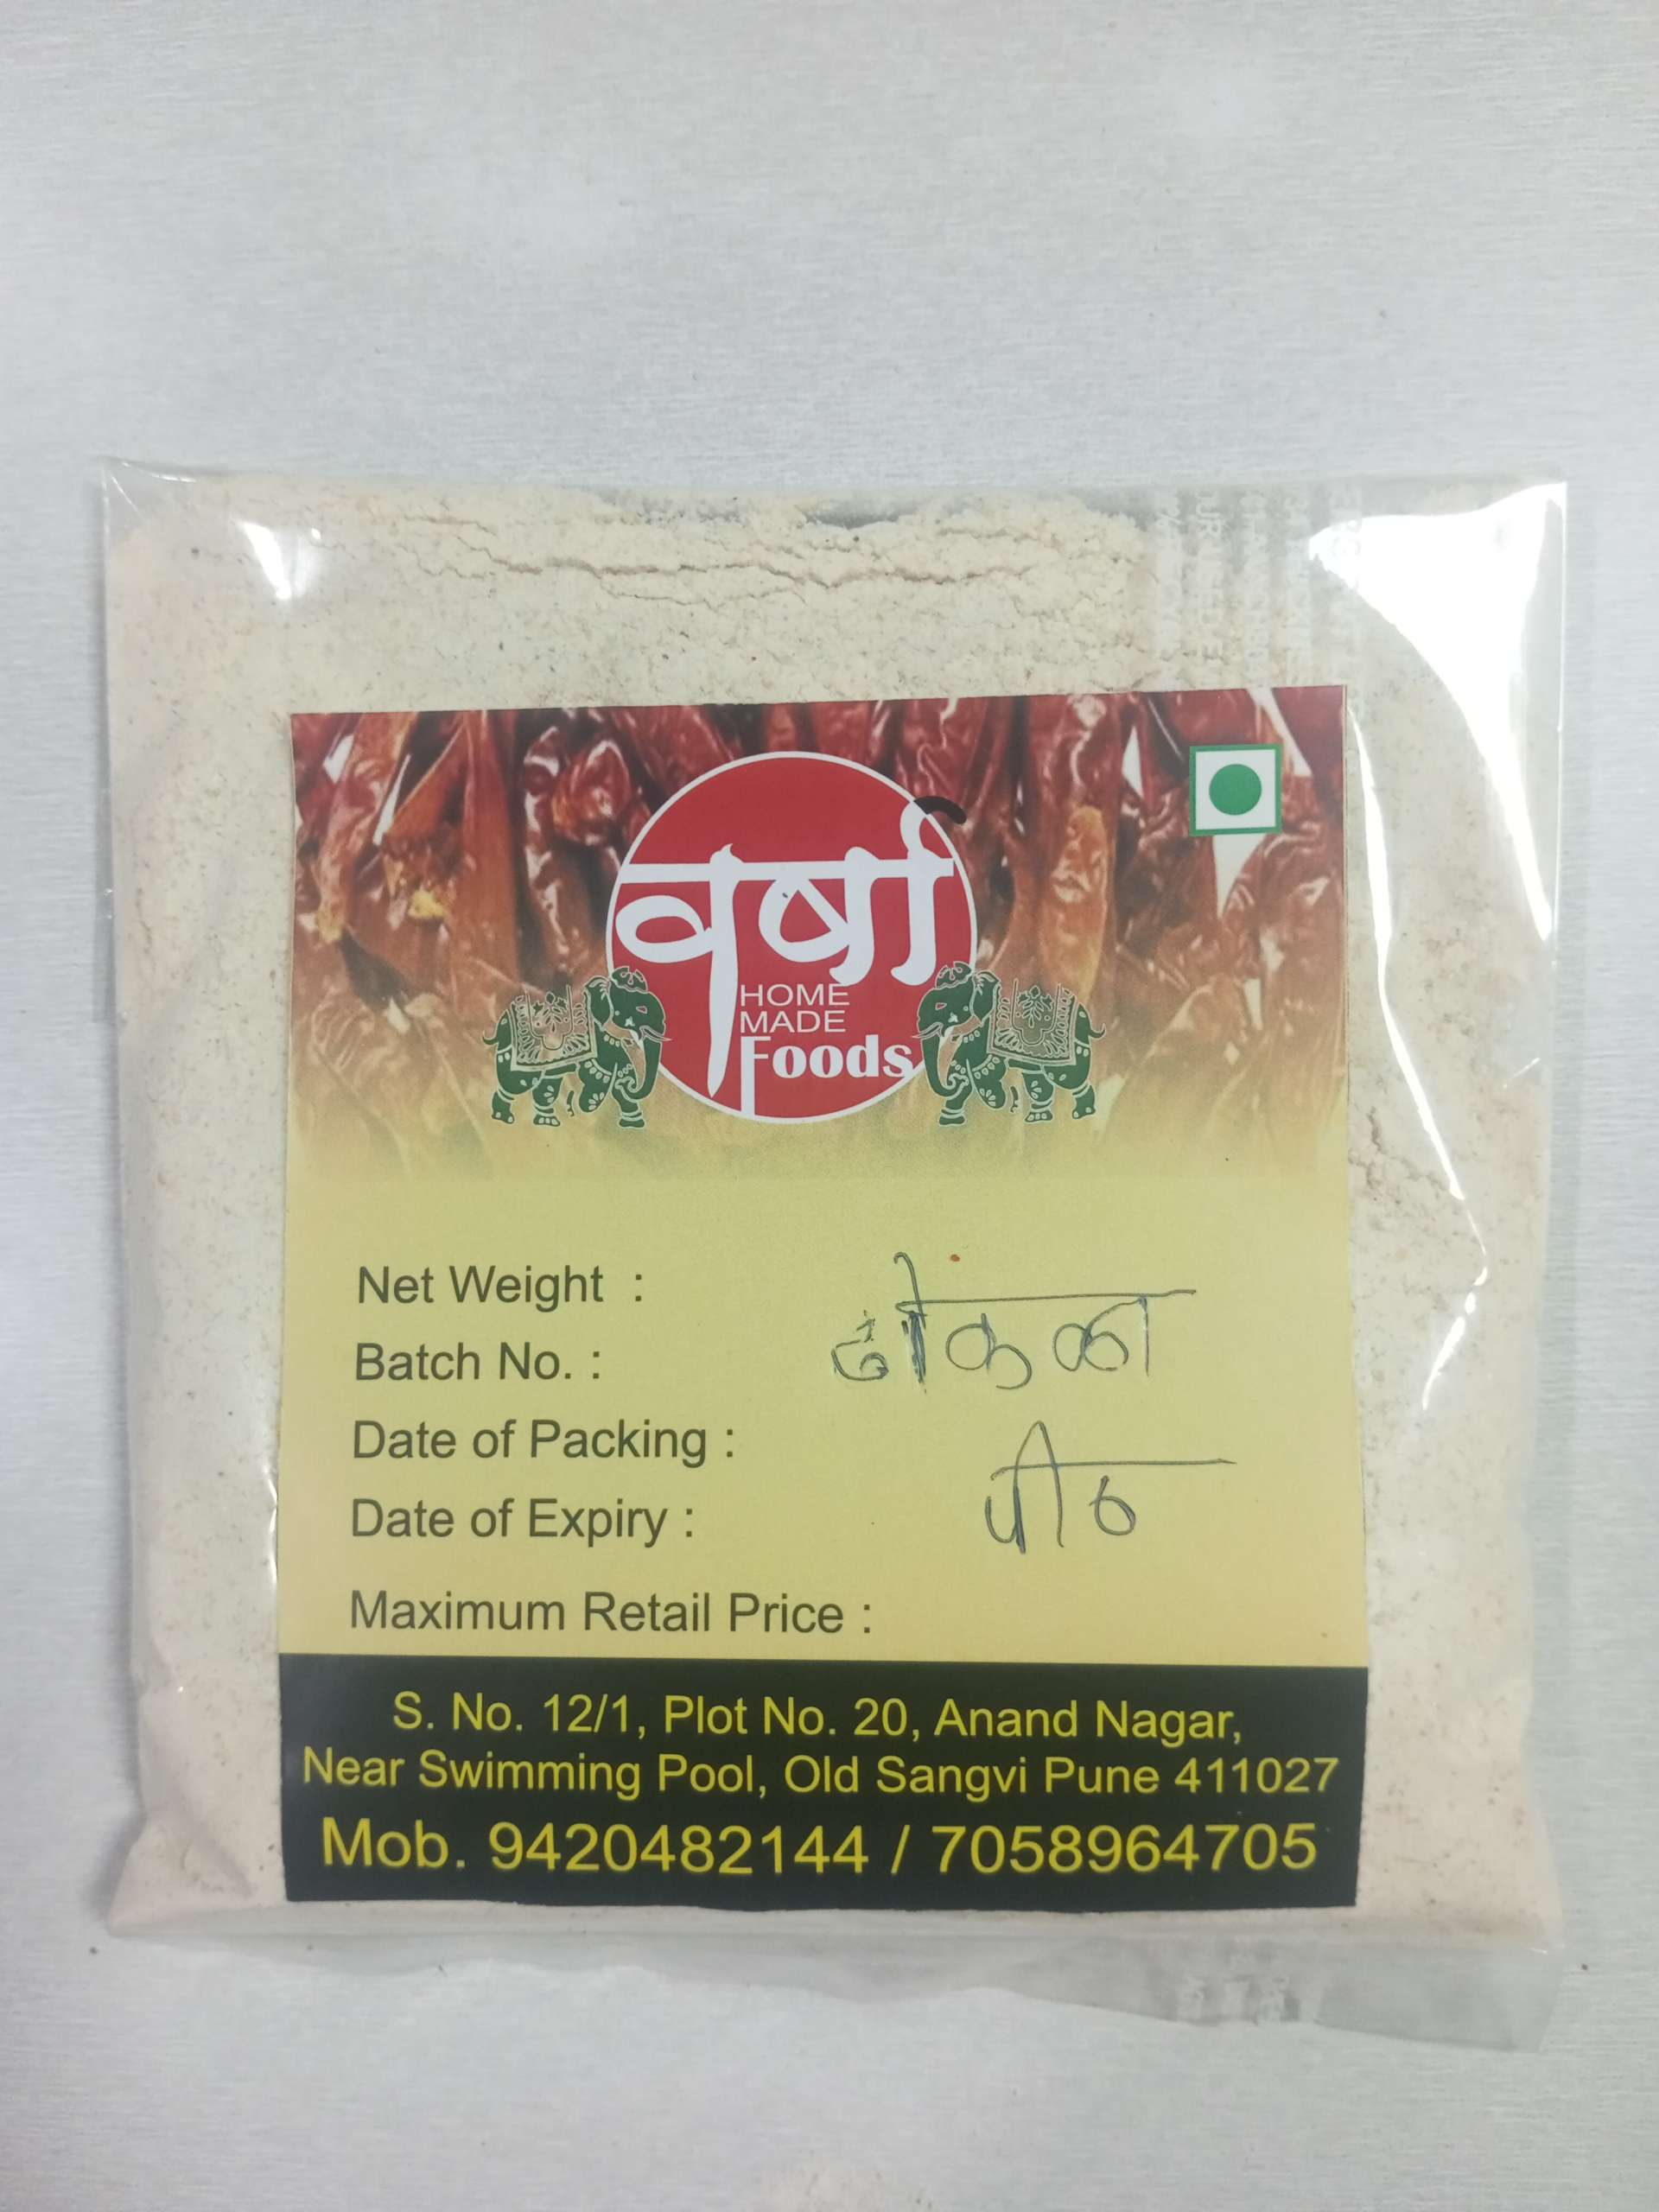 वर्षा
HOME
MADE
Foods
Net Weight :
ढोकळा
Batch No. :
Date of Packing :
पीठ
Date of Expiry :
Maximum Retail Price :
S. No. 12/1, Plot No. 20, Anand Nagar,
Near Swimming Pool, Old Sangvi Pune 411027
Mob. 9420482144 / 7058964705